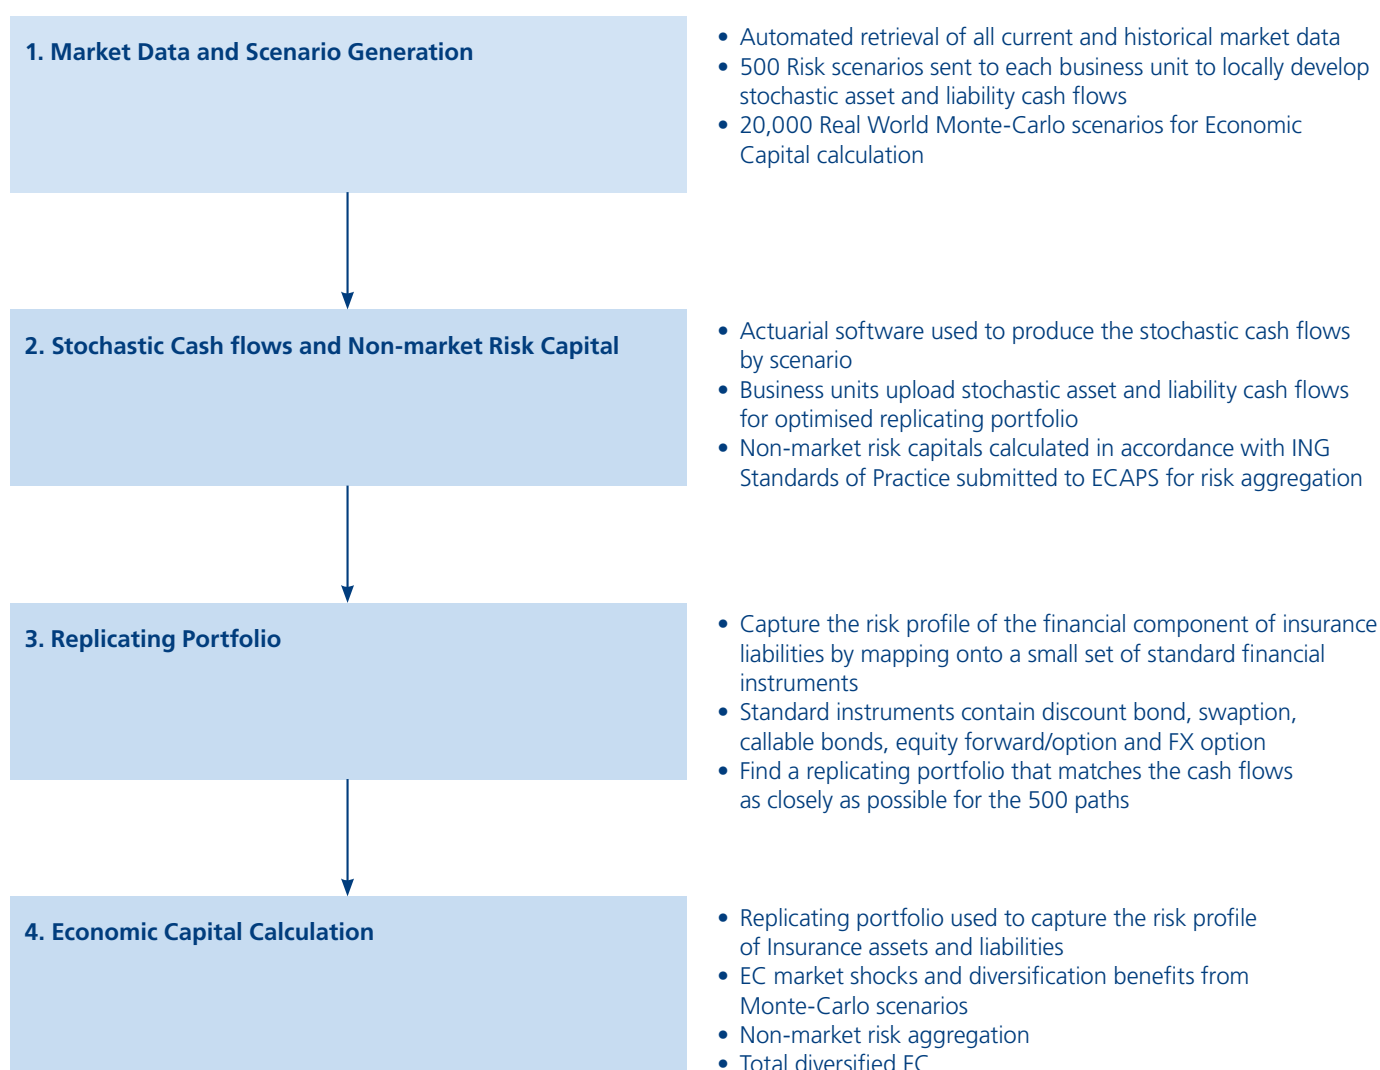 1. Market Data and Scenario Generation
• Automated retrieval of all current and historical market data
• 500 Risk scenarios sent to each business unit to locally develop
stochastic asset and liability cash flows
• 20,000 Real World Monte-Carlo scenarios for Economic
Capital calculation
2. Stochastic Cash flows and Non-market Risk Capital
• Actuarial software used to produce the stochastic cash flows
by scenario
• Business units upload stochastic asset and liability cash flows
for optimised replicating portfolio
• Non-market risk capitals calculated in accordance with ING
Standards of Practice submitted to ECAPS for risk aggregation
3. Replicating Portfolio
• Capture the risk profile of the financial component of insurance
liabilities by mapping onto a small set of standard financial
instruments
• Standard instruments contain discount bond, swaption,
callable bonds, equity forward/option and FX option
• Find a replicating portfolio that matches the cash flows
as closely as possible for the 500 paths
4. Economic Capital Calculation
• Replicating portfolio used to capture the risk profile
of Insurance assets and liabilities
• EC market shocks and diversification benefits from
Monte-Carlo scenarios
• Non-market risk aggregation
• Total diversified EC